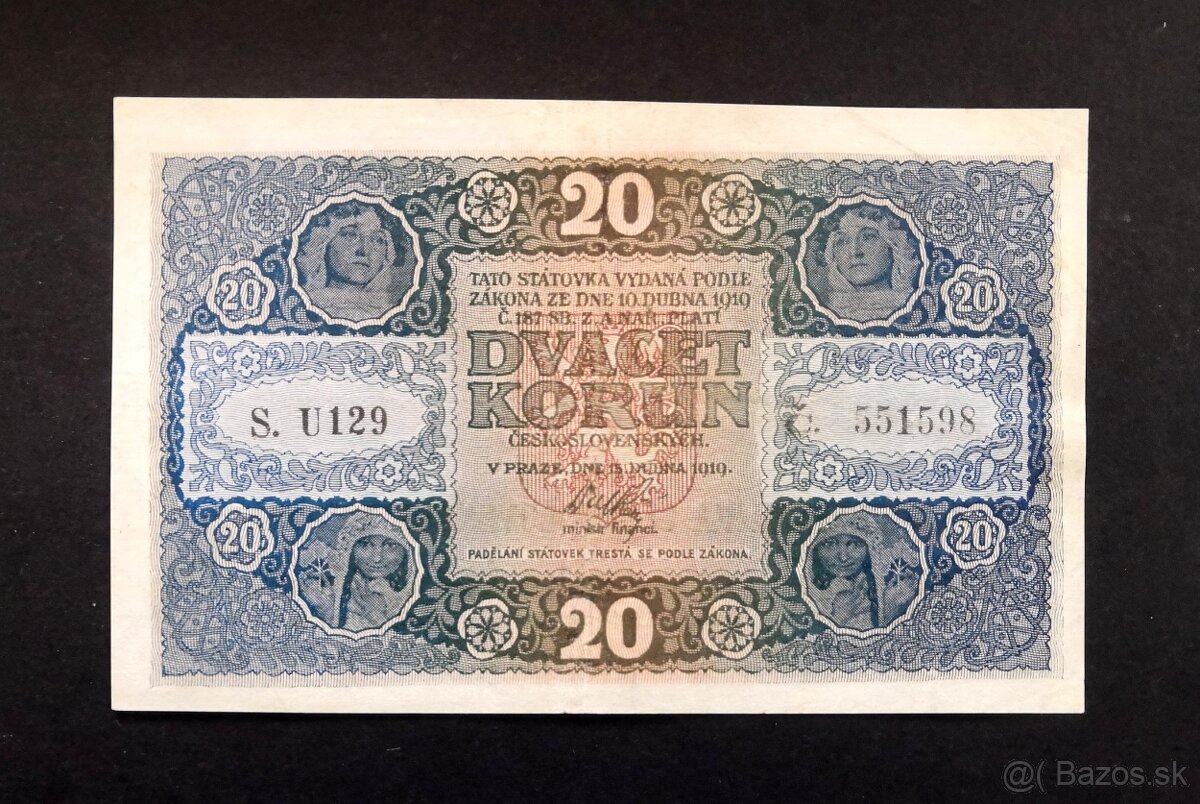 20
20
20
TATO STÁTOVKA VYDANÁ PODLE
ZÁKONA ZE DNE 10. DUBNA 1919
Č. 187 SB. Z. A NAŘ. PLATÍ
DVACET
KORUN
S. U129
Č. 551598
ČESKOSLOVENSKÝCH.
V PRAZE, DNE 15. DUBNA 1919.
ministr financí.
20
20
PADĚLÁNÍ STÁTOVEK TRESTÁ SE PODLE ZÁKONA.
20
@( Bazos.sk